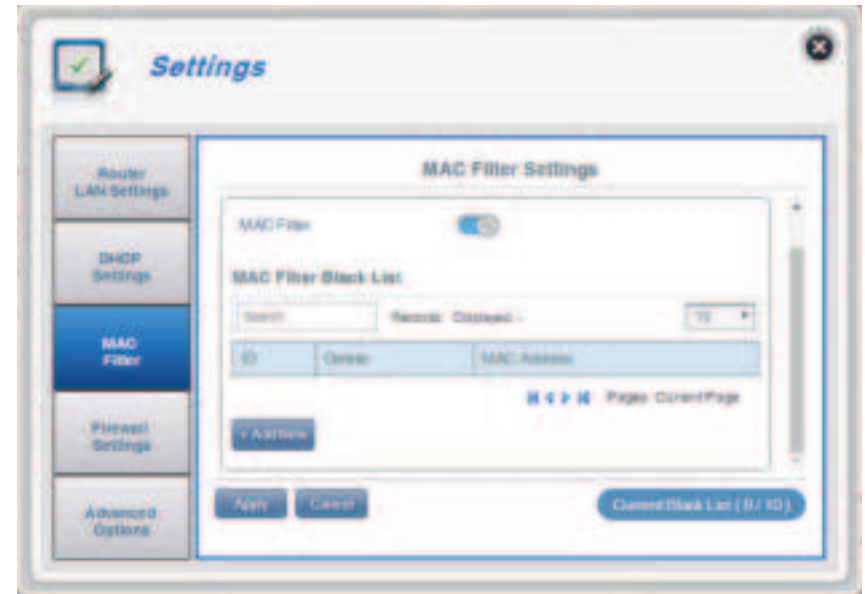 Settings
Router
LAN Settings
DHCP
Settings
MAC
Filter
Firewall
Settings
Advanced
Options
MAC Filter Settings
MAC Filter
MAC Filter Black List
Search
Records Displayed -
10
ID
Delete
MAC Address
Pages Current Page
+ Add New
Apply
Cancel
Current Black List ( 0 / 10 )